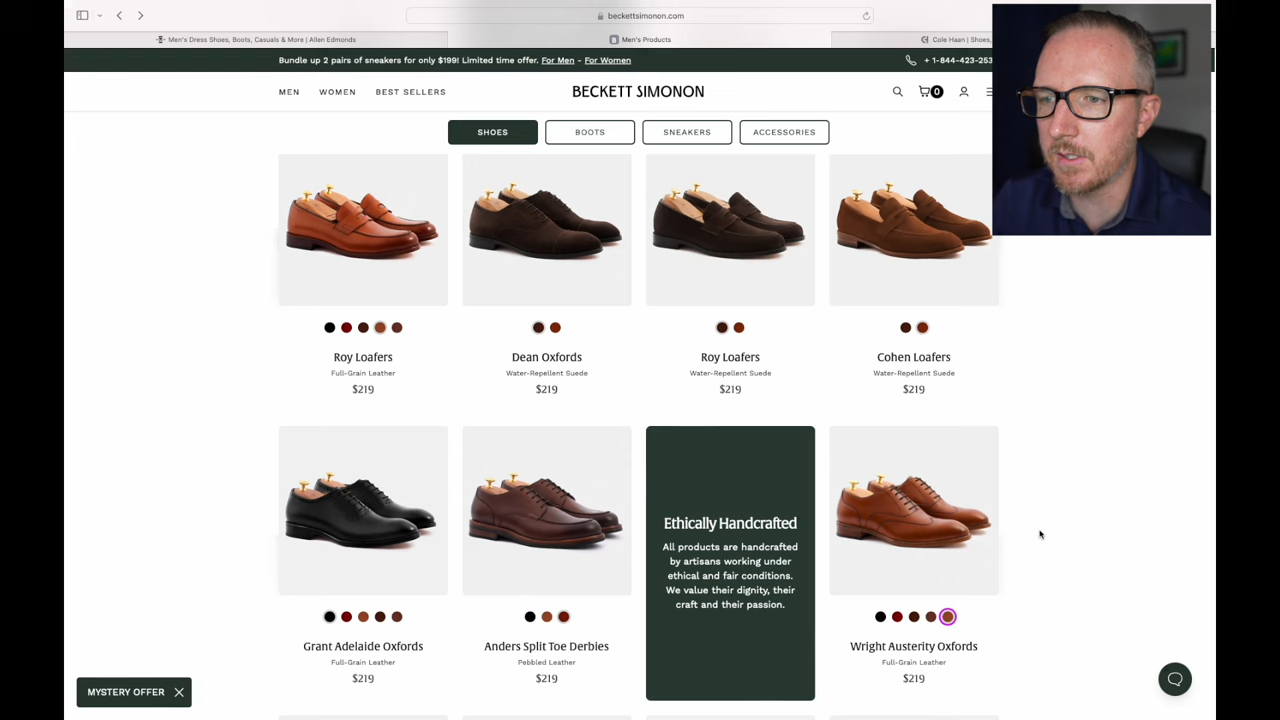 beckettsimonon.com
Men's Dress Shoes, Boots, Casuals & More | Allen Edmonds
Men's Products
Cole Haan | Shoes,
Bundle up 2 pairs of sneakers for only $199! Limited time offer. For Men - For Women
+ 1-844-423-253
MEN
WOMEN
BEST SELLERS
BECKETT SIMONON
0
SHOES
BOOTS
SNEAKERS
ACCESSORIES
Roy Loafers
Full-Grain Leather
$219
Dean Oxfords
Water-Repellent Suede
$219
Roy Loafers
Water-Repellent Suede
$219
Cohen Loafers
Water-Repellent Suede
$219
Grant Adelaide Oxfords
Full-Grain Leather
$219
Anders Split Toe Derbies
Pebbled Leather
$219
Ethically Handcrafted
All products are handcrafted
by artisans working under
ethical and fair conditions.
We value their dignity, their
craft and their passion.
Wright Austerity Oxfords
Full-Grain Leather
$219
MYSTERY OFFER